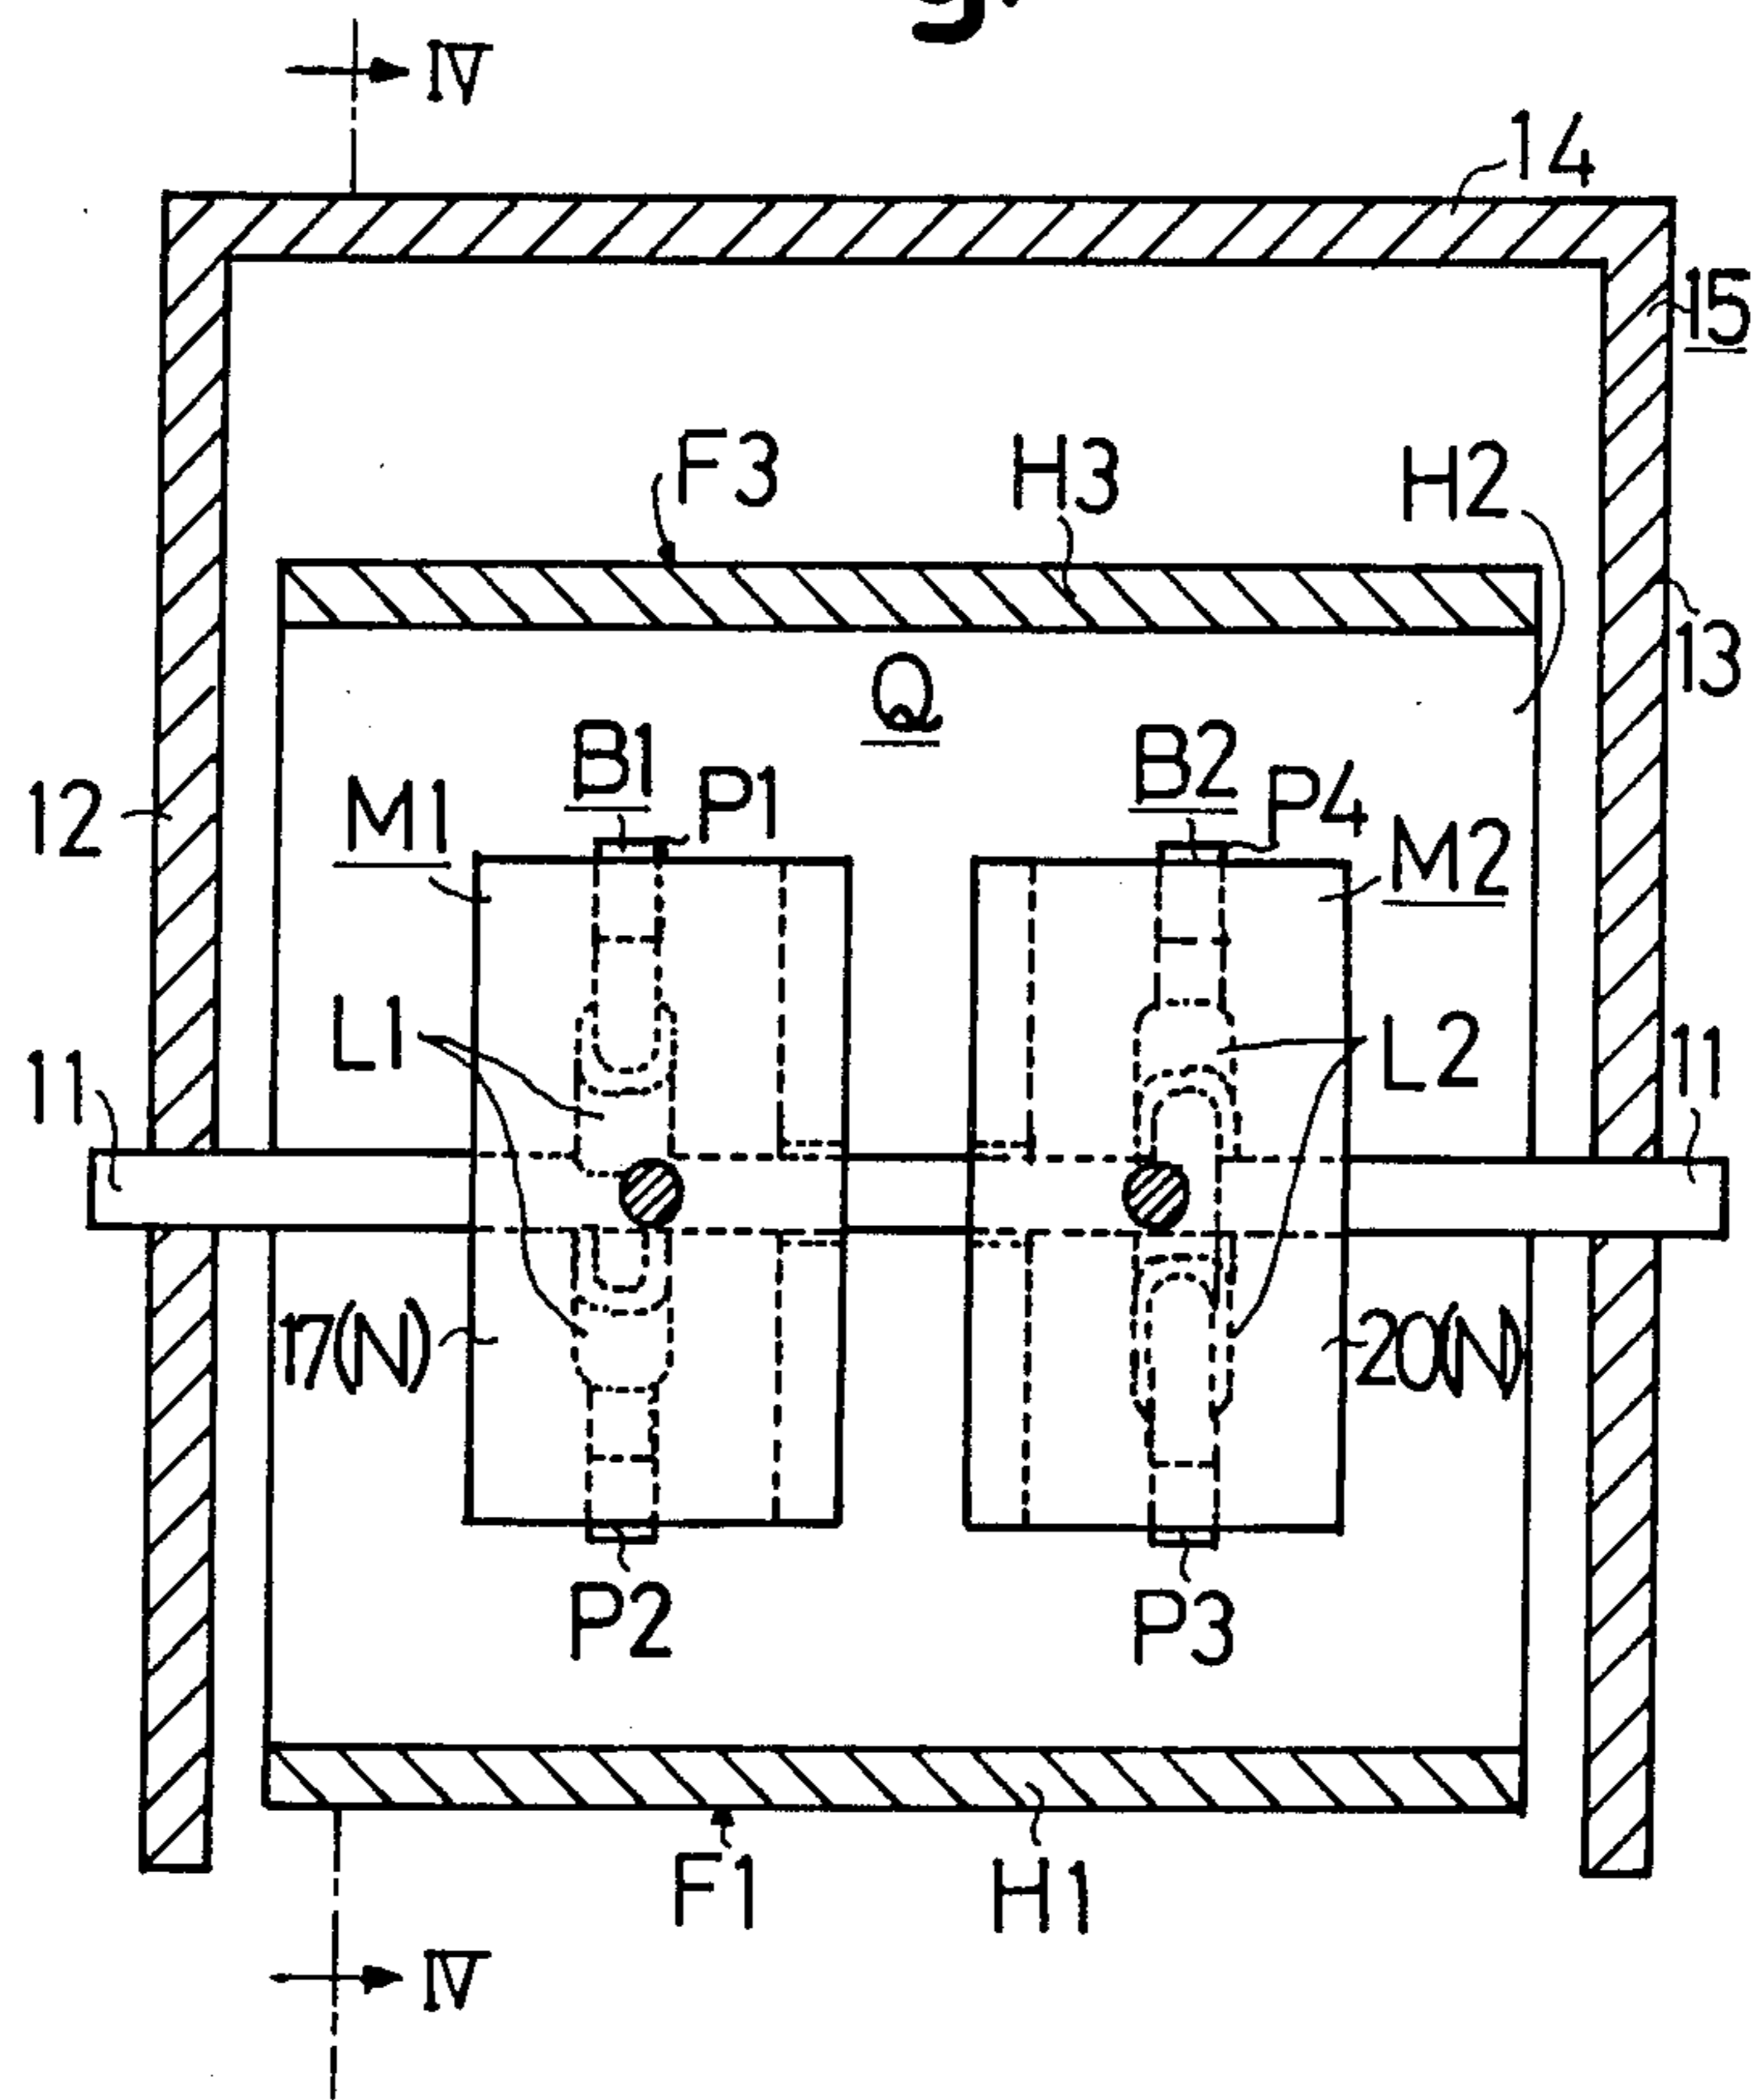 g.
IV
14
15
F3 H3 H2
13
Q
B1 B2
P1 P4
12 M1 M2
L1 L2
11 11
17(N) 20(N)
P2 P3
F1 H1
IV